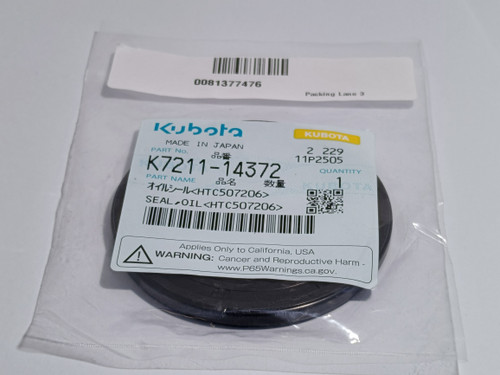 0081377476
Packing Lane 3
Kubota
KUBOTA
MADE IN JAPAN
2 229
11P2505
PART No. 品番
K7211-14372
QUANTITY
PART NAME 品名 数量 1
オイルシール<HTC507206>
SEAL,OIL<HTC507206>
Applies Only to California, USA
WARNING: Cancer and Reproductive Harm -
www.P65Warnings.ca.gov.